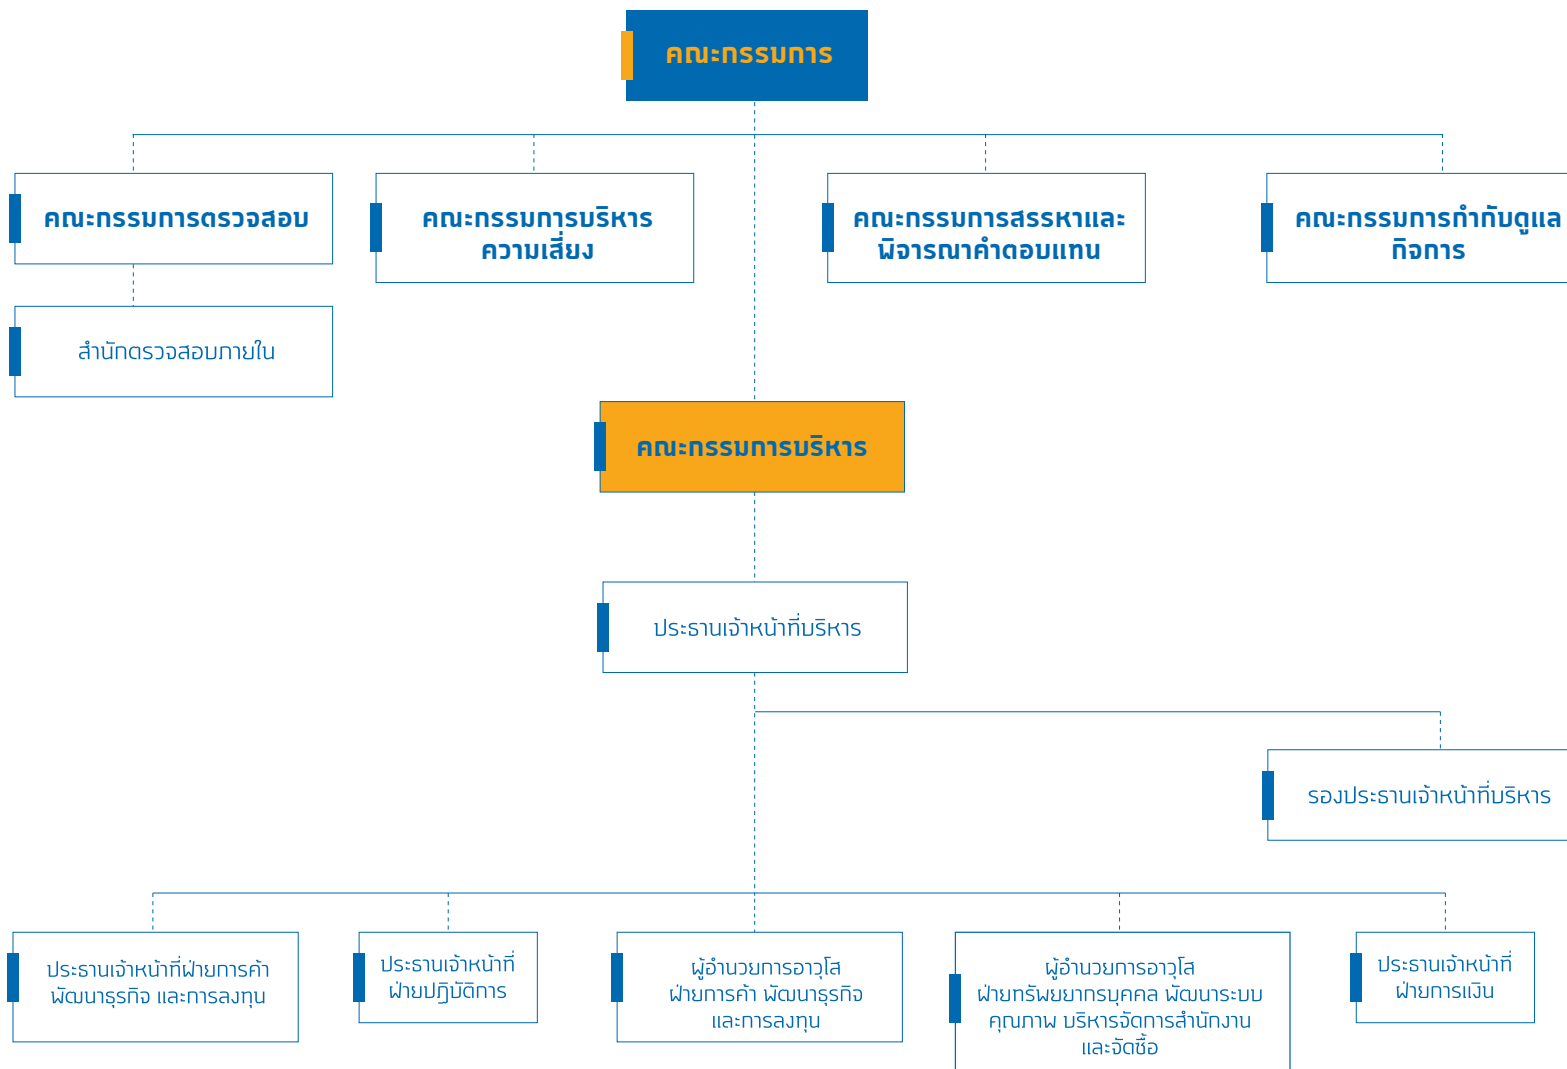 คณะกรรมการ
คณะกรรมการตรวจสอบ
คณะกรรมการบริหาร
ความเสี่ยง
คณะกรรมการสรรหาและ
พิจารณาคำตอบแทน
คณะกรรมการกำกับดูแล
กิจการ
สำนักตรวจสอบภายใน
คณะกรรมการบริหาร
ประธานเจ้าหน้าที่บริหาร
รองประธานเจ้าหน้าที่บริหาร
ประธานเจ้าหน้าที่ฝ่ายการค้า
พัฒนาธุรกิจ และการลงทุน
ประธานเจ้าหน้าที่
ฝ่ายปฏิบัติการ
ผู้อำนวยการอาวุโส
ฝ่ายการค้า พัฒนาธุรกิจ
และการลงทุน
ผู้อำนวยการอาวุโส
ฝ่ายทรัพยยากรบุคคล พัฒนาระบบ
คุณภาพ บริหารจัดการสำนักงาน
และจัดซื้อ
ประธานเจ้าหน้าที่
ฝ่ายการเงิน